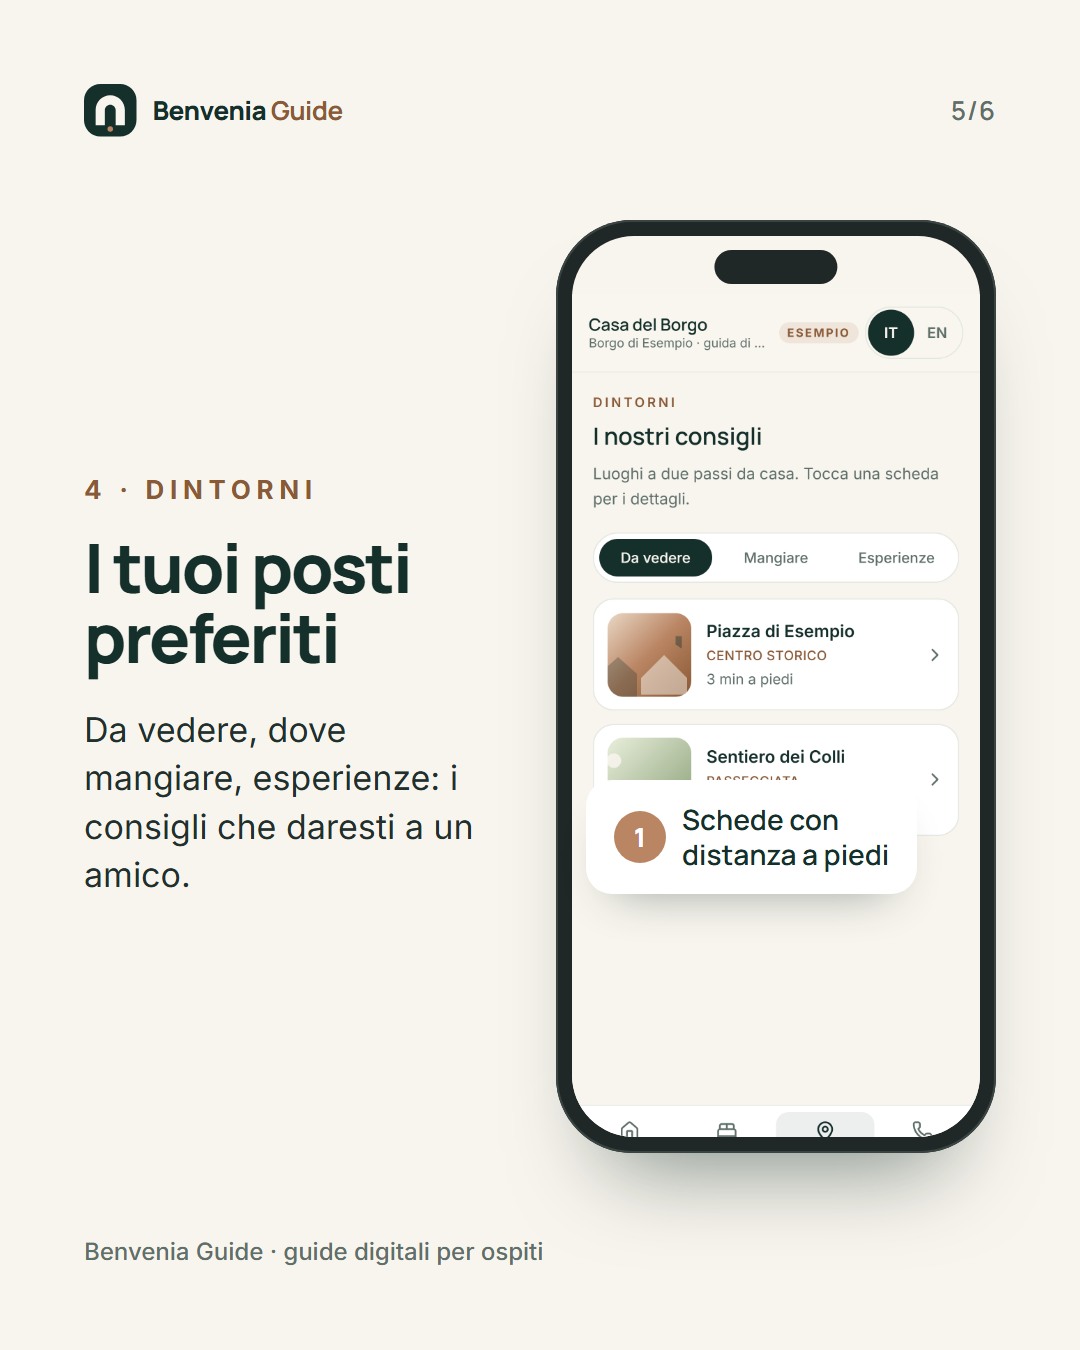 Benvenia Guide
5/6
4 · DINTORNI
I tuoi posti
preferiti
Da vedere, dove
mangiare, esperienze: i
consigli che daresti a un
amico.
Casa del Borgo
Borgo di Esempio · guida di ...
ESEMPIO
IT
EN
DINTORNI
I nostri consigli
Luoghi a due passi da casa. Tocca una scheda
per i dettagli.
Da vedere
Mangiare
Esperienze
Piazza di Esempio
CENTRO STORICO
3 min a piedi
Sentiero dei Colli
PASSEGGIATA
1
Schede con
distanza a piedi
Benvenia Guide · guide digitali per ospiti